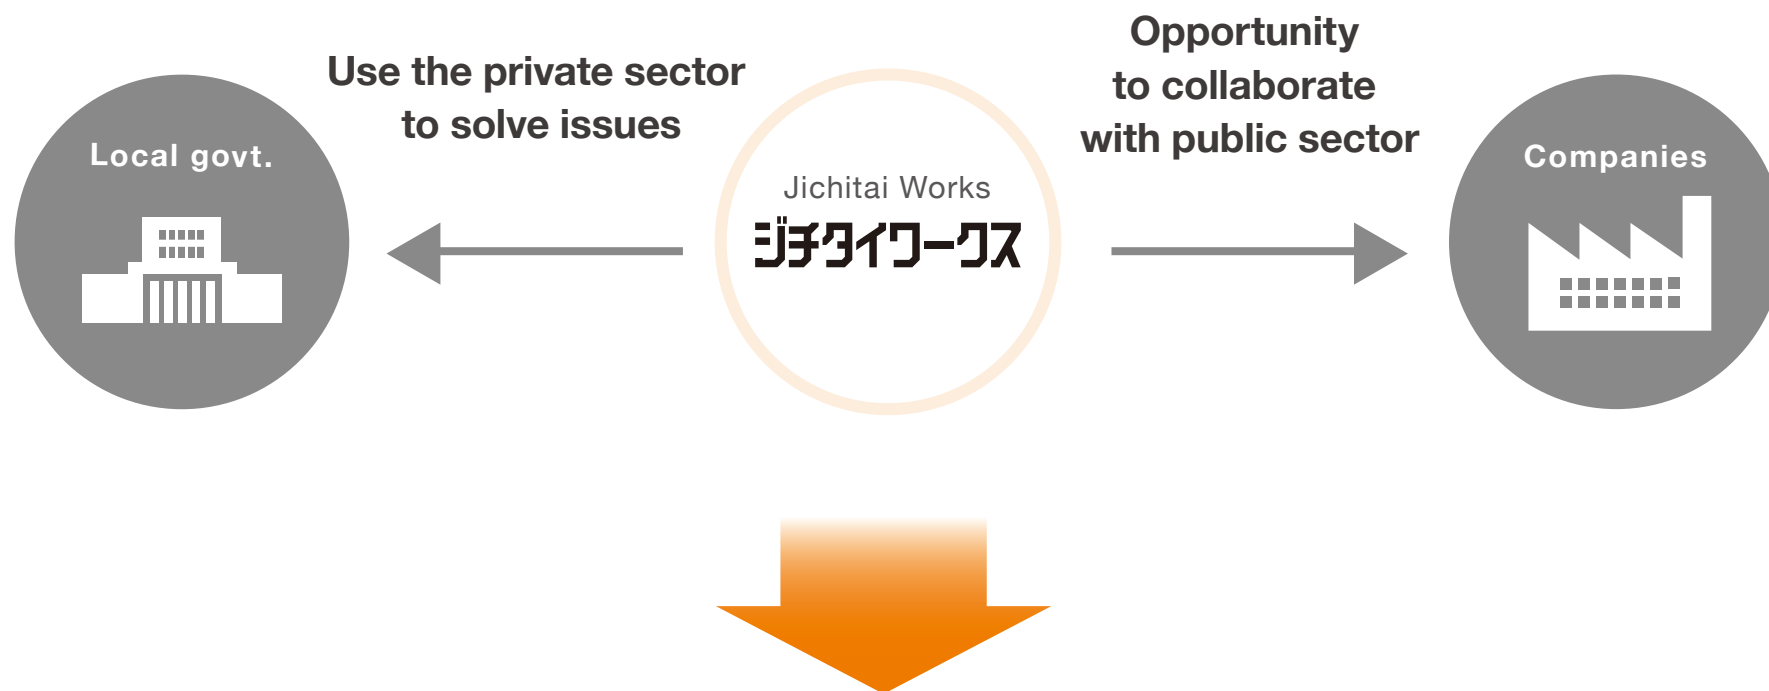 Local govt.
Use the private sector
to solve issues
Jichitai Works
ジチタイワークス
Opportunity
to collaborate
with public sector
Companies